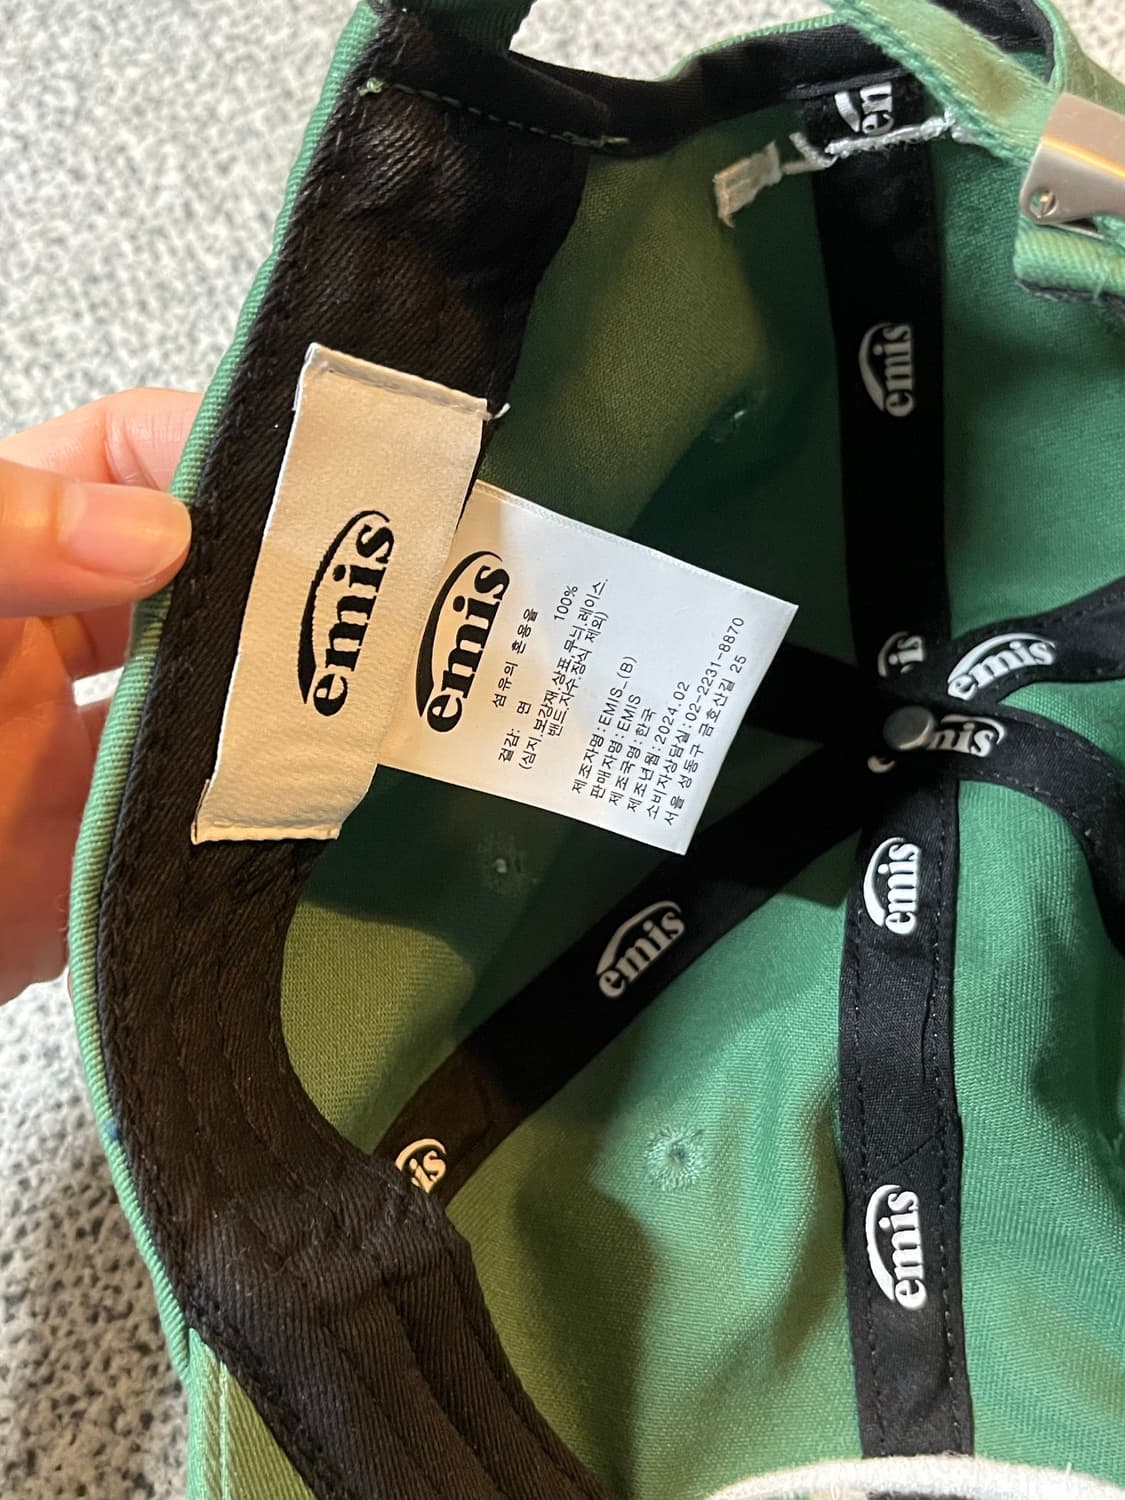 en
emis
emis
emis
섬유의 혼용율
겉감: 면 100%
(심지.보강재.상표.무늬.레이스.
밴드.자수.장식 제외)
제조자명:EMIS_(B)
판매자명:EMIS
제조국명:한국
제조년월:2024.02
소비자상담실:02-2231-8870
서울 성동구 금호산길 25
is
emis
nis
emis
emis
is
emis